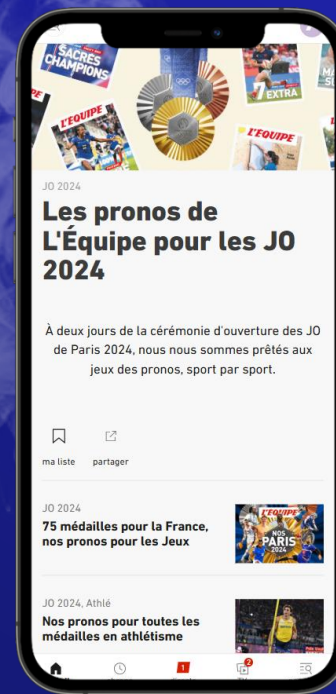 SACRÉS
CHAMPIONS
EXTRA
L'ÉQUIPE
L'ÉQUIPE
JO 2024
Les pronos de
L'Équipe pour les JO
2024
À deux jours de la cérémonie d'ouverture des JO
de Paris 2024, nous nous sommes prêtés aux
jeux des pronos, sport par sport.
ma liste partager
JO 2024
75 médailles pour la France,
nos pronos pour les Jeux
L'ÉQUIPE
NOS
PARIS
2024
JO 2024, Athlé
Nos pronos pour toutes les
médailles en athlétisme
1
2